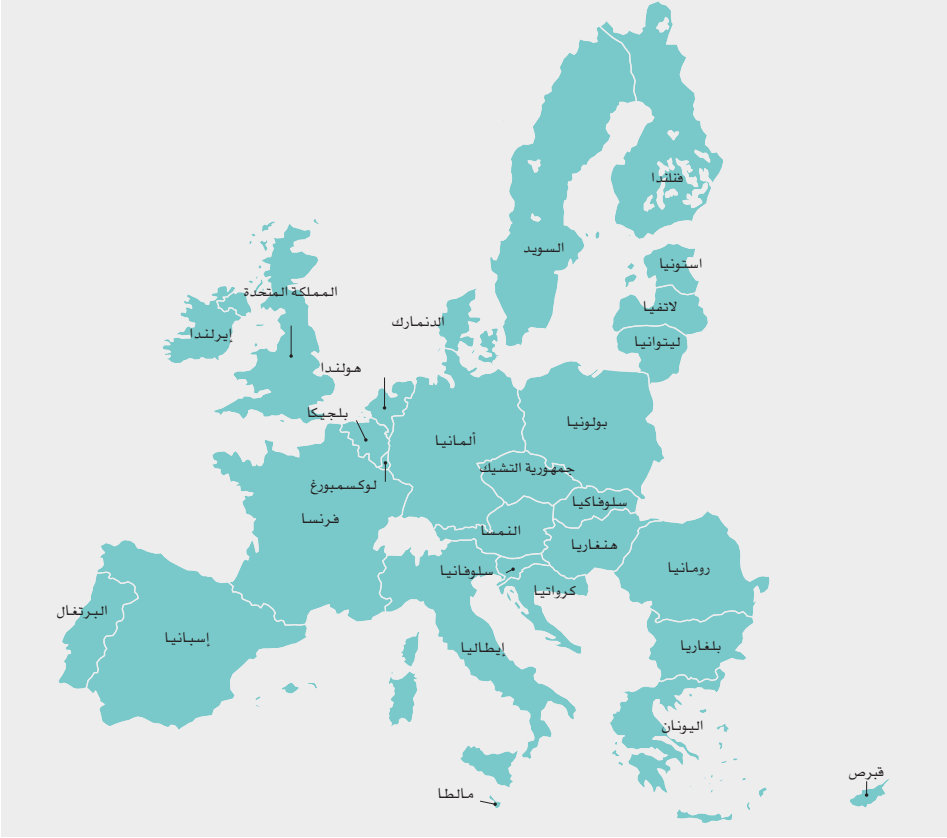 فنلندا
السويد
استونيا
المملكة المتحدة
لاتفيا
الدنمارك
إيرلندا
ليتوانيا
هولندا
بلجيكا
بولونيا
ألمانيا
جمهورية التشيك
لوكسمبورغ
سلوفاكيا
فرنسا
النمسا
هنغاريا
رومانيا
سلوفانيا
كرواتيا
البرتغال
إسبانيا
بلغاريا
إيطاليا
اليونان
قبرص
مالطا